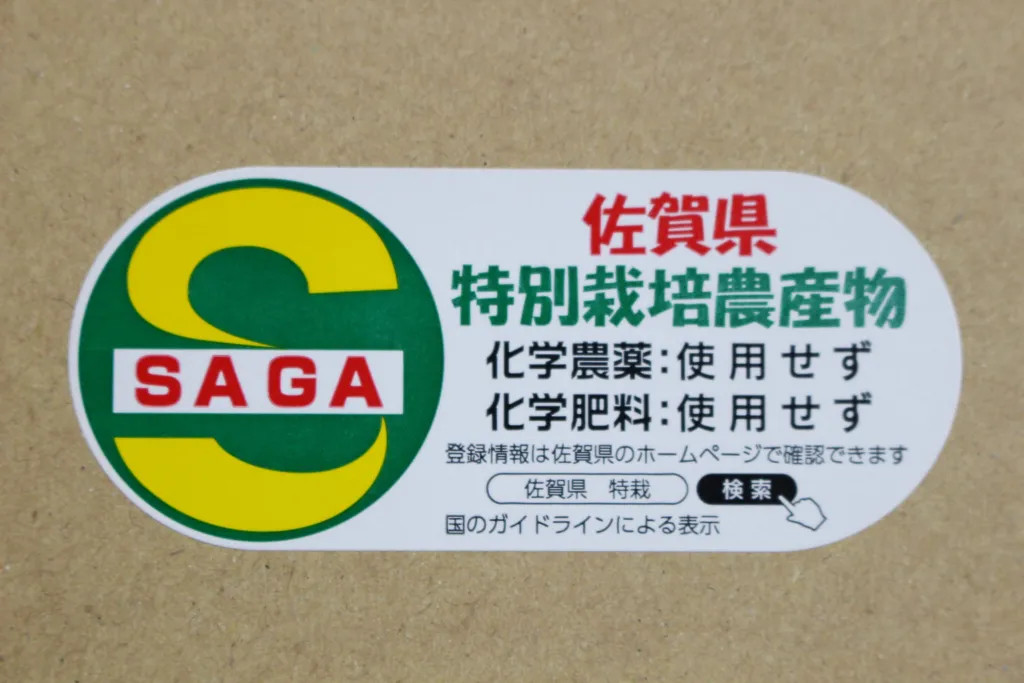 SAGA
佐賀県
特別栽培農産物
化学農薬:使用せず
化学肥料:使用せず
登録情報は佐賀県のホームページで確認できます
佐賀県 特栽 検索
国のガイドラインによる表示